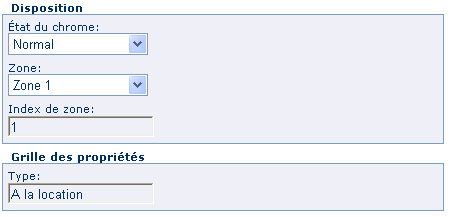 Disposition
État du chrome:
Normal
Zone:
Zone 1
Index de zone:
1
Grille des propriétés
Type:
A la location